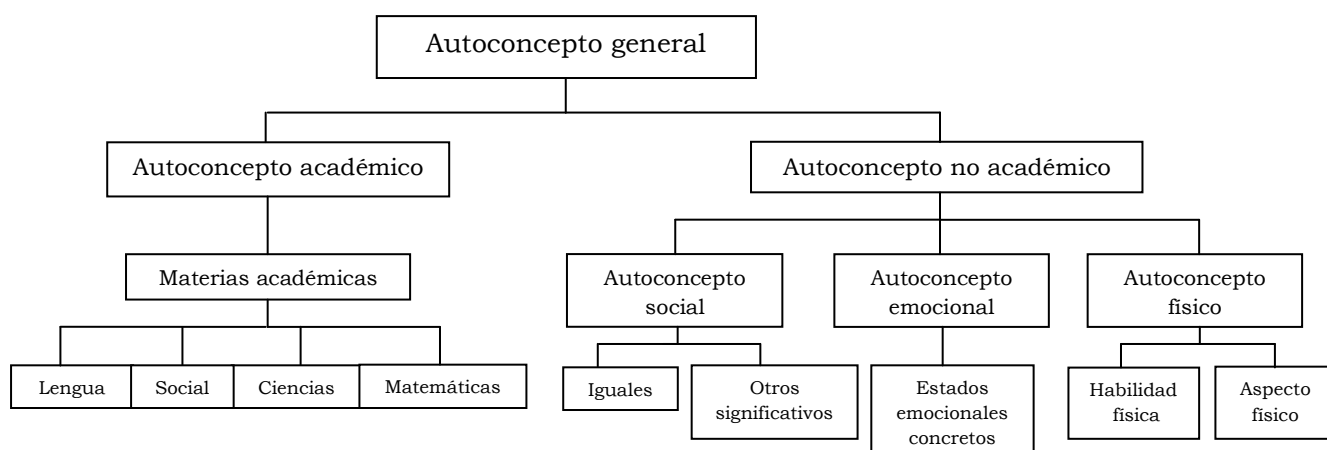 Autoconcepto general
Autoconcepto académico
Autoconcepto no académico
Materias académicas
Autoconcepto
social
Autoconcepto
emocional
Autoconcepto
físico
Lengua
Social
Ciencias
Matemáticas
Iguales
Otros
significativos
Estados
emocionales
concretos
Habilidad
física
Aspecto
físico